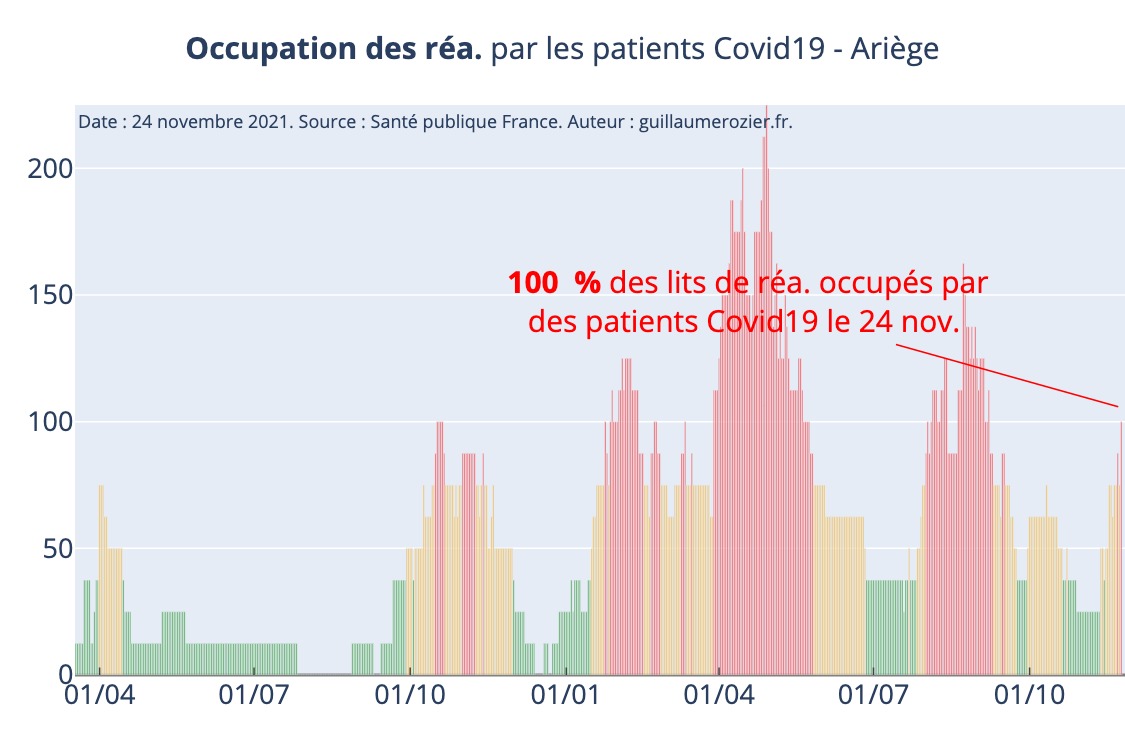 Occupation des réa. par les patients Covid19 - Ariège
Date : 24 novembre 2021. Source : Santé publique France. Auteur : guillaumerozier.fr.
200
150
100 % des lits de réa. occupés par
des patients Covid19 le 24 nov.
100
50
0
01/04 01/07 01/10 01/01 01/04 01/07 01/10